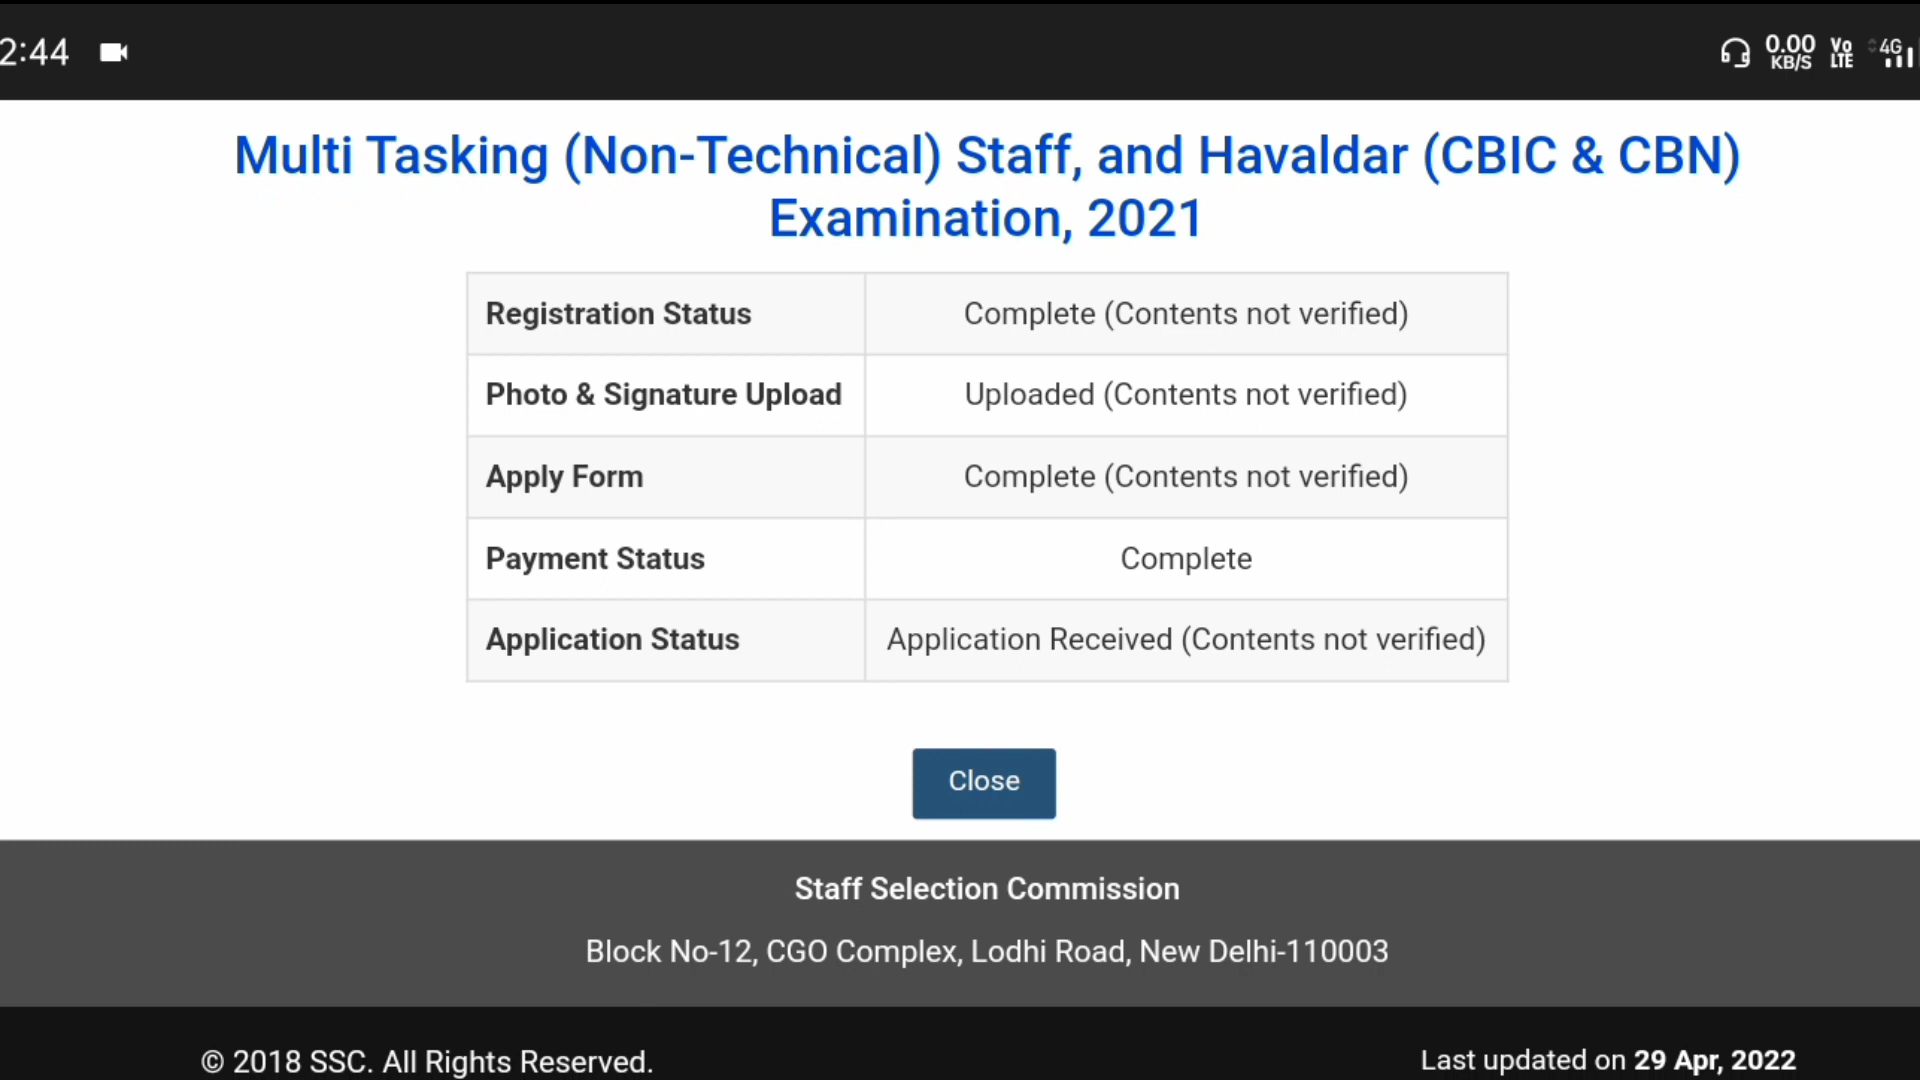 2:44
0.00 KB/S Vo LTE 4G
Multi Tasking (Non-Technical) Staff, and Havaldar (CBIC & CBN)
Examination, 2021
Registration Status Complete (Contents not verified)
Photo & Signature Upload Uploaded (Contents not verified)
Apply Form Complete (Contents not verified)
Payment Status Complete
Application Status Application Received (Contents not verified)
Close
Staff Selection Commission
Block No-12, CGO Complex, Lodhi Road, New Delhi-110003
© 2018 SSC. All Rights Reserved. Last updated on 29 Apr, 2022